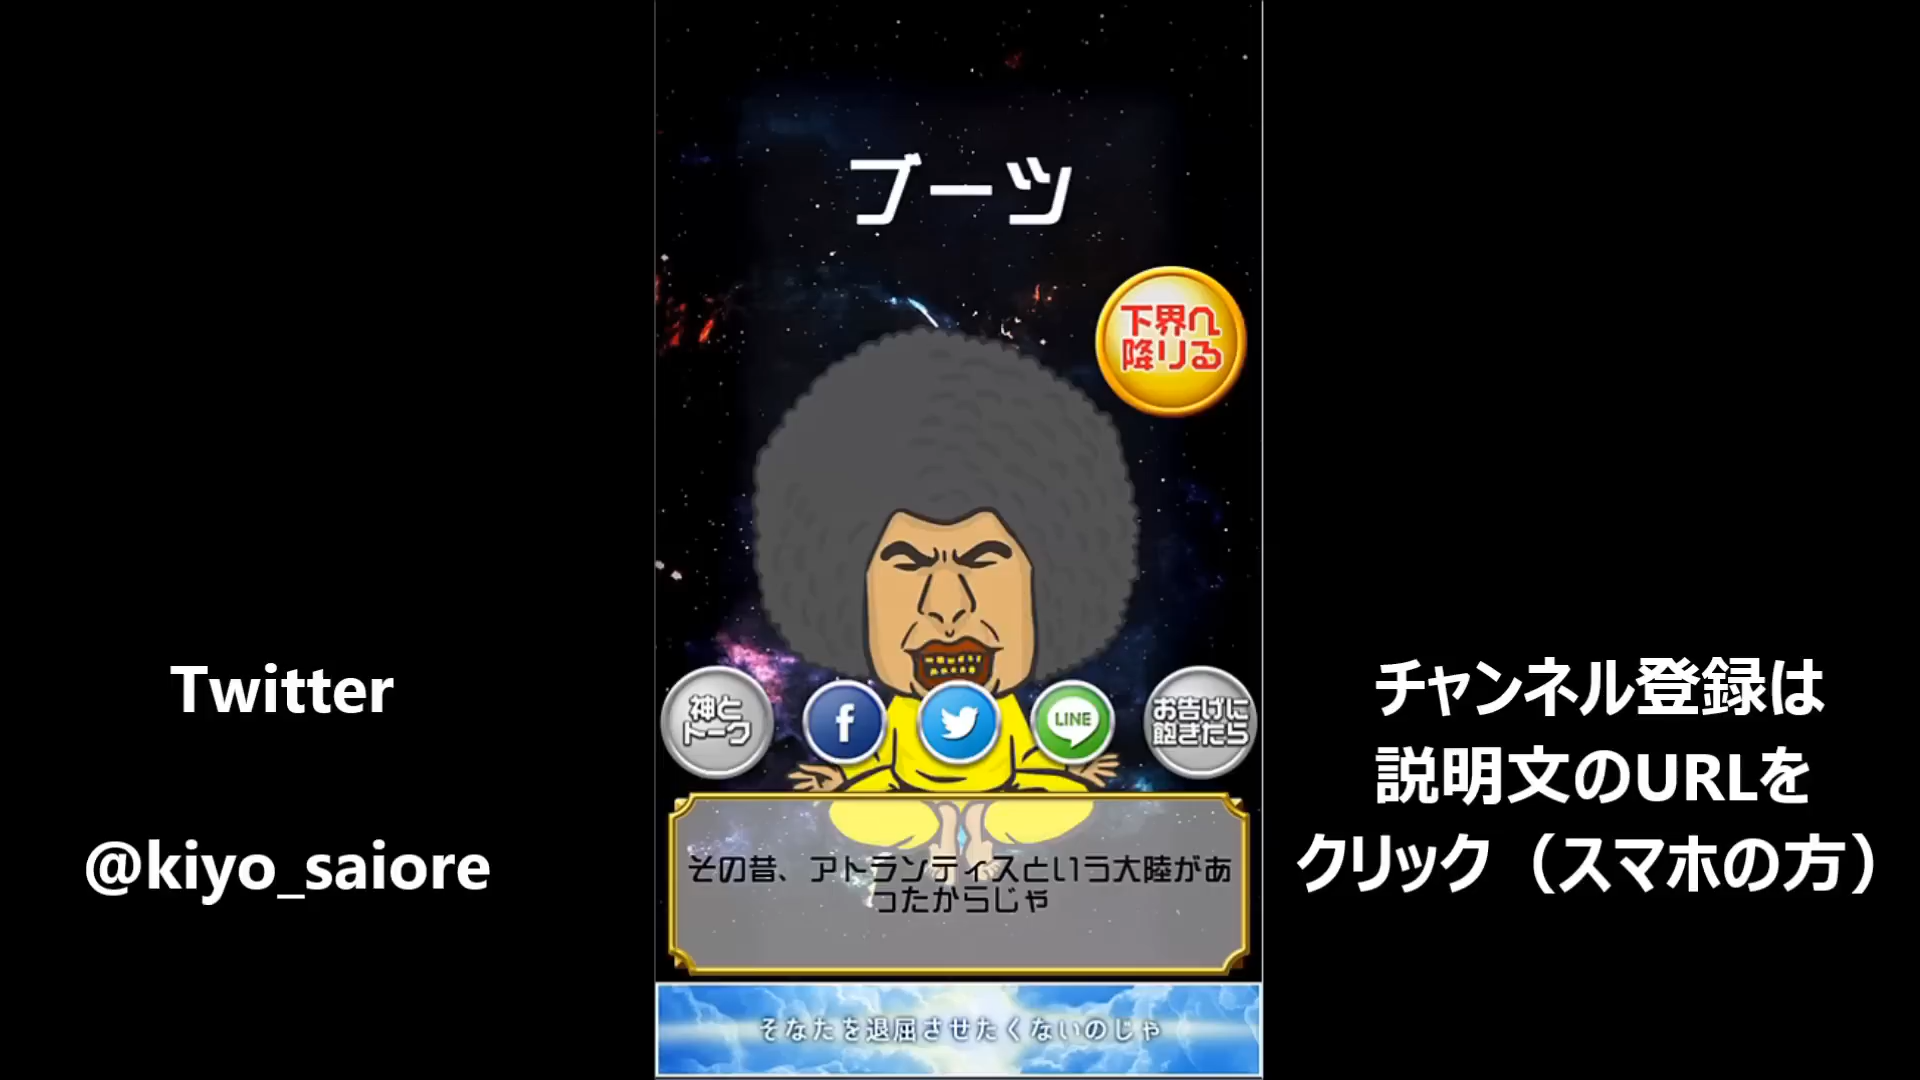 ブーツ
下界へ
降りる
神と
トーク
f
LINE
お告げに
飽きたら
その昔、アトランティスという大陸があ
ったからじゃ
そなたを退屈させたくないのじゃ
Twitter
@kiyo_saiore
チャンネル登録は
説明文のURLを
クリック（スマホの方）